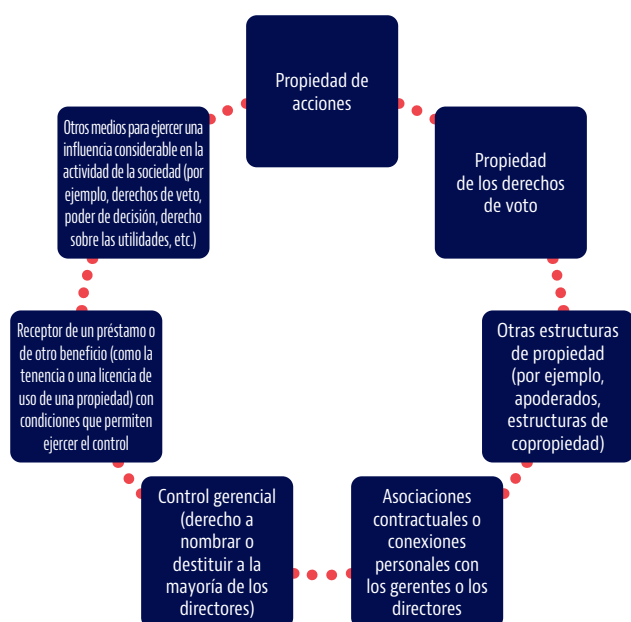 Propiedad de
acciones
Propiedad
de los derechos
de voto
Otras estructuras
de propiedad
(por ejemplo,
apoderados,
estructuras de
copropiedad)
Asociaciones
contractuales o
conexiones
personales con
los gerentes o los
directores
Control gerencial
(derecho a
nombrar o
destituir a la
mayoría de los
directores)
Receptor de un préstamo o
de otro beneficio (como la
tenencia o una licencia de
uso de una propiedad) con
condiciones que permiten
ejercer el control
Otros medios para ejercer una
influencia considerable en la
actividad de la sociedad (por
ejemplo, derechos de veto,
poder de decisión, derecho
sobre las utilidades, etc.)